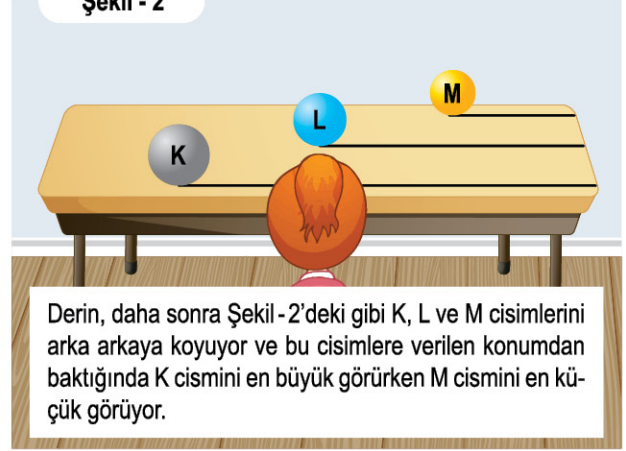 Şekil - 2
M
L
K
Derin, daha sonra Şekil - 2'deki gibi K, L ve M cisimlerini
arka arkaya koyuyor ve bu cisimlere verilen konumdan
baktığında K cismini en büyük görürken M cismini en kü-
çük görüyor.